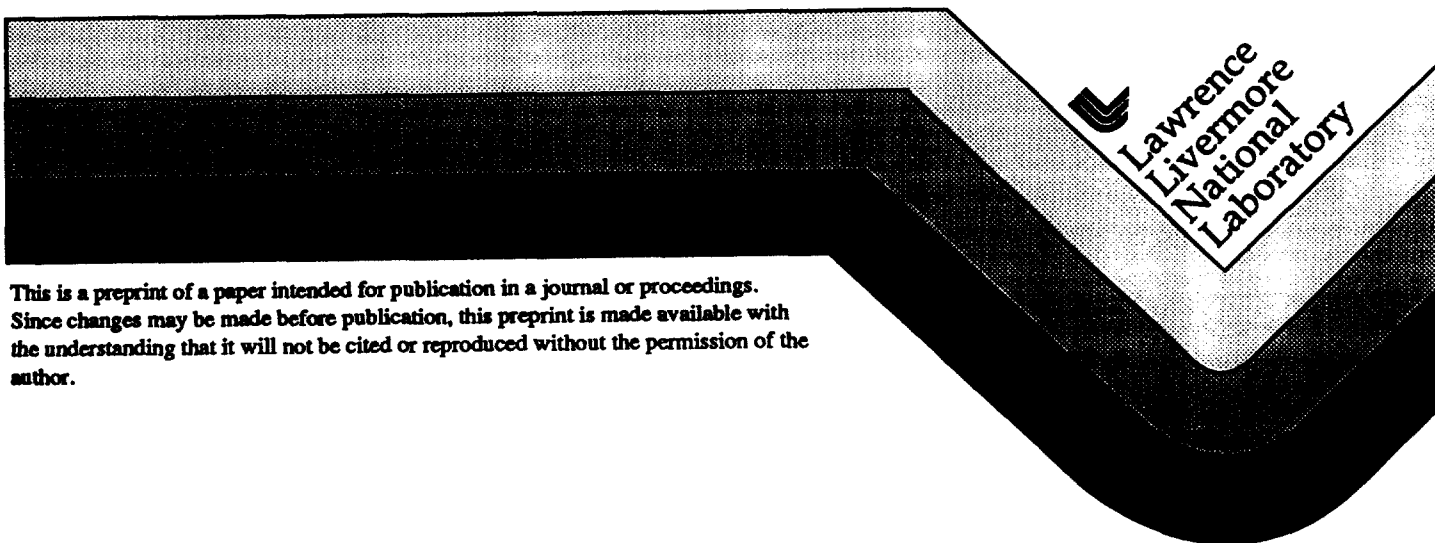 Lawrence
Livermore
National
Laboratory
This is a preprint of a paper intended for publication in a journal or proceedings.
Since changes may be made before publication, this preprint is made available with
the understanding that it will not be cited or reproduced without the permission of the
author.